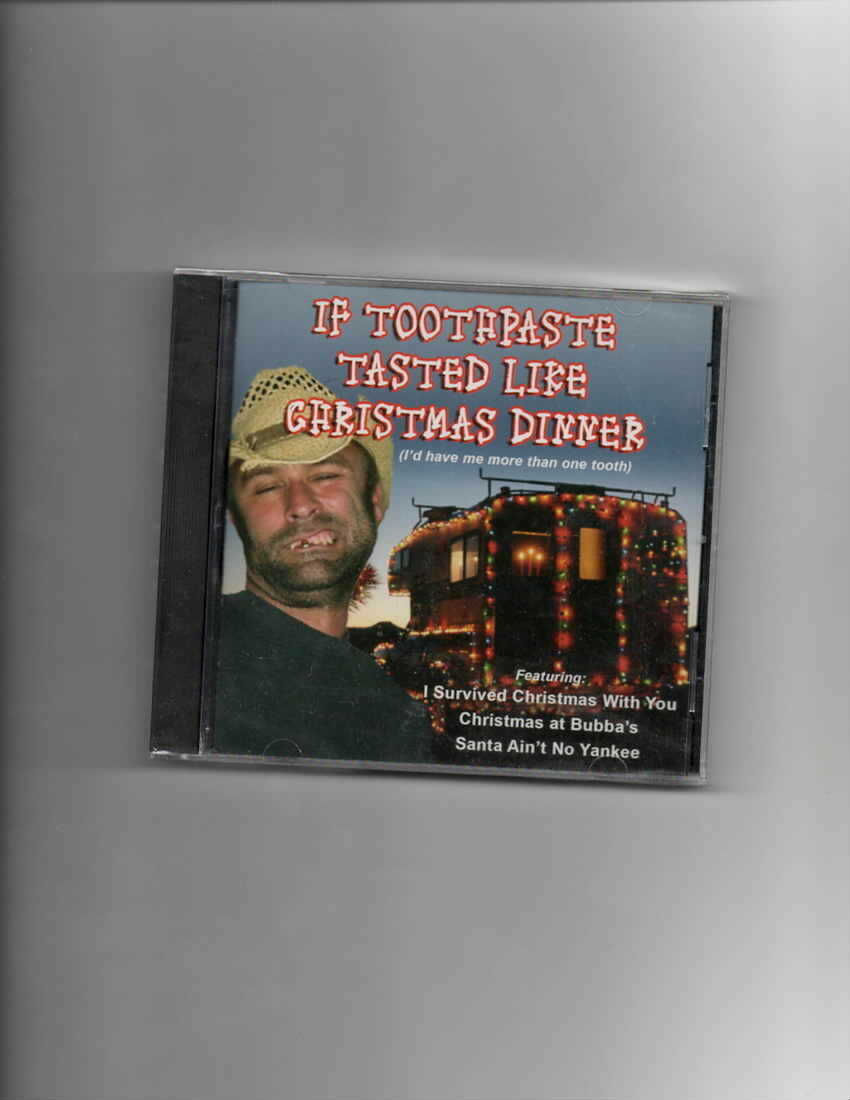 IF TOOTHPASTE
TASTED LIKE
CHRISTMAS DINNER
(I'd have me more than one tooth)
Featuring:
I Survived Christmas With You
Christmas at Bubba's
Santa Ain't No Yankee